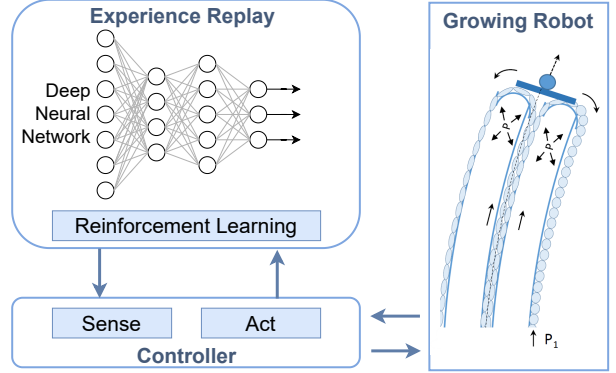 Experience Replay
Deep
Neural
Network
Reinforcement Learning
Sense
Act
Controller
Growing Robot
P
P
P₁